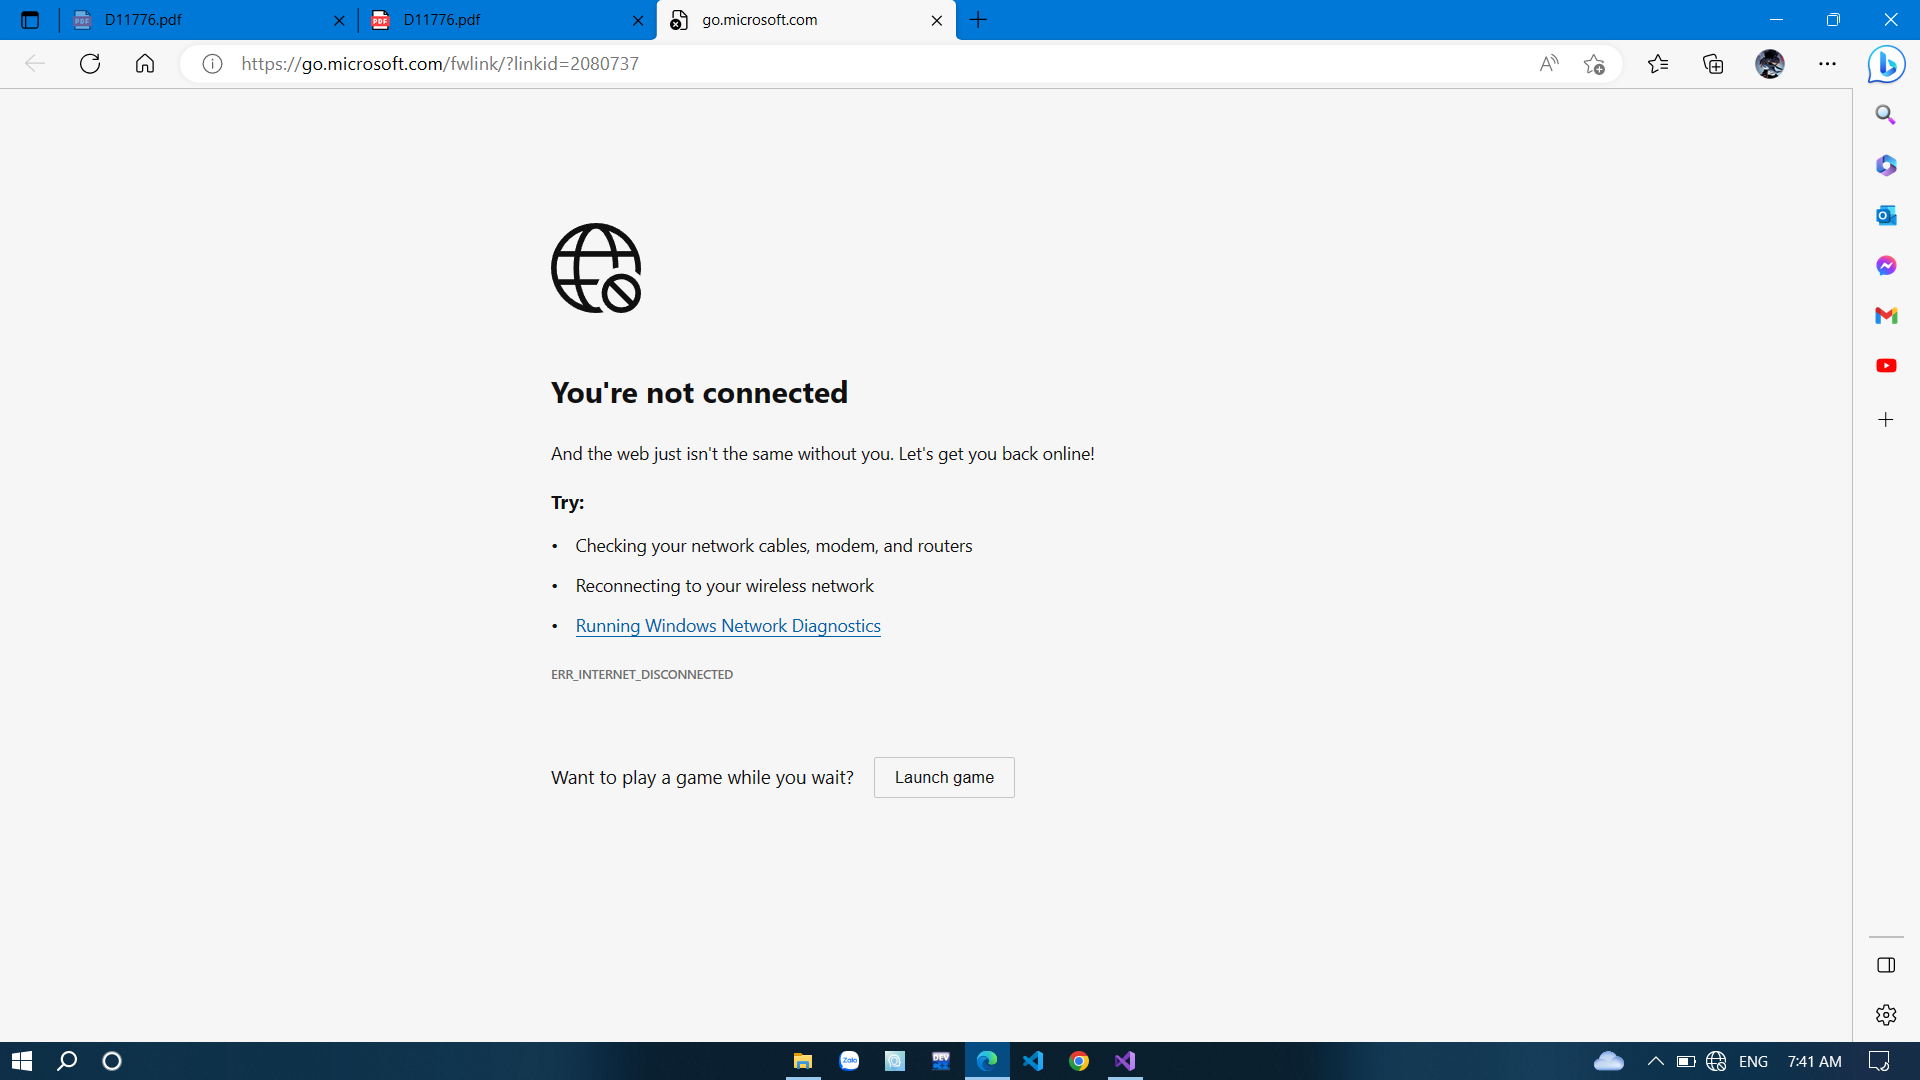 D11776.pdf
D11776.pdf
go.microsoft.com
https://go.microsoft.com/fwlink/?linkid=2080737
You're not connected
And the web just isn't the same without you. Let's get you back online!
Try:
• Checking your network cables, modem, and routers
• Reconnecting to your wireless network
• Running Windows Network Diagnostics
ERR_INTERNET_DISCONNECTED
Want to play a game while you wait?
Launch game
Zalo
DEV
ENG
7:41 AM